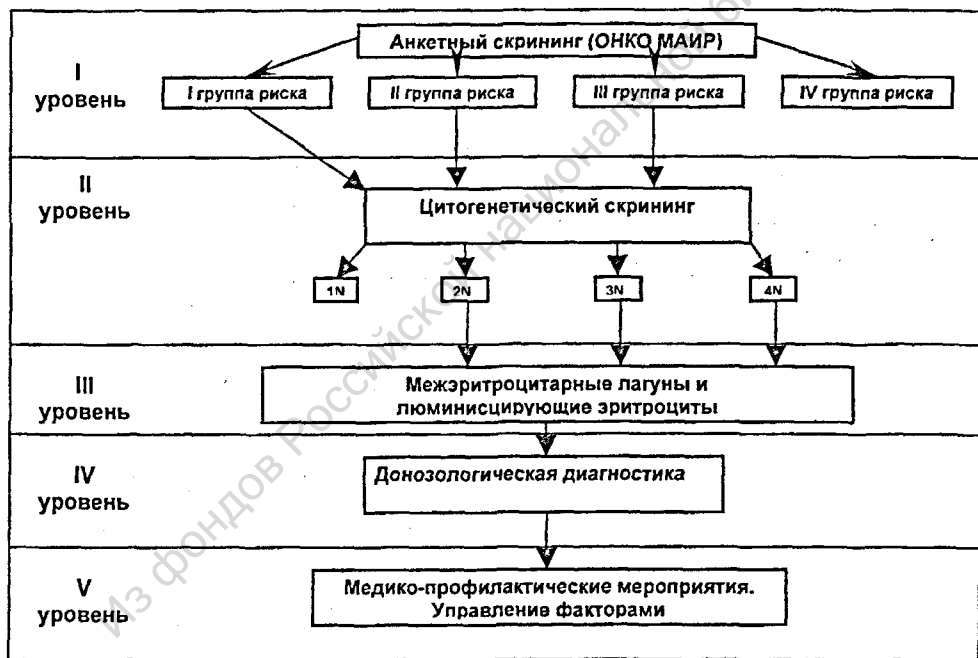 Анкетный скрининг (ОНКО МАИР)
I
уровень
I группа риска
II группа риска
III группа риска
IV группа риска
II
уровень
Цитогенетический скрининг
1N
2N
3N
4N
III
уровень
Межэритроцитарные лагуны и
люминисцирующие эритроциты
IV
уровень
Донозологическая диагностика
V
уровень
Медико-профилактические мероприятия.
Управление факторами
Из фондов Российской национальной